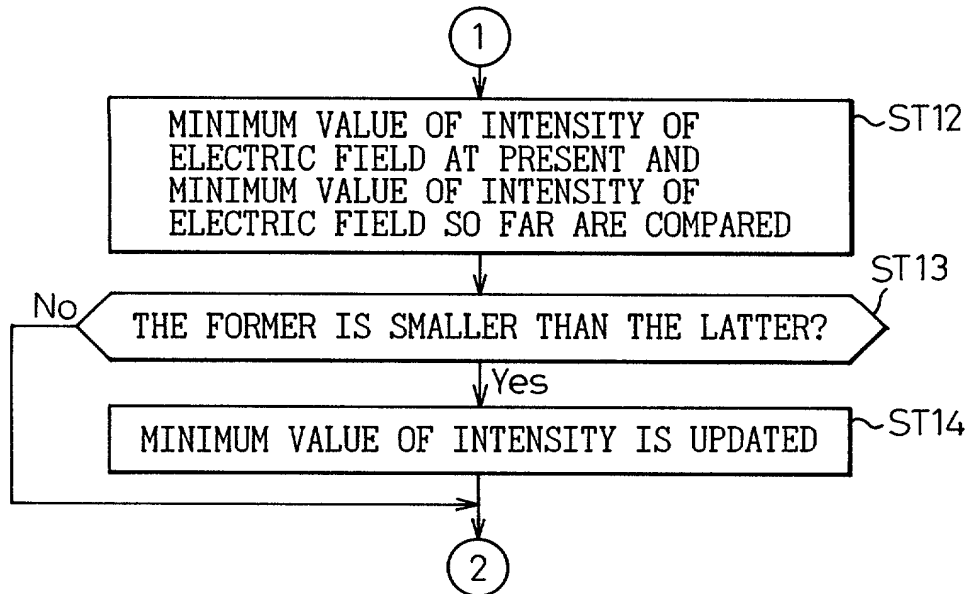 1
MINIMUM VALUE OF INTENSITY OF
ELECTRIC FIELD AT PRESENT AND
MINIMUM VALUE OF INTENSITY OF
ELECTRIC FIELD SO FAR ARE COMPARED
ST12
ST13
No
THE FORMER IS SMALLER THAN THE LATTER?
Yes
MINIMUM VALUE OF INTENSITY IS UPDATED
ST14
2